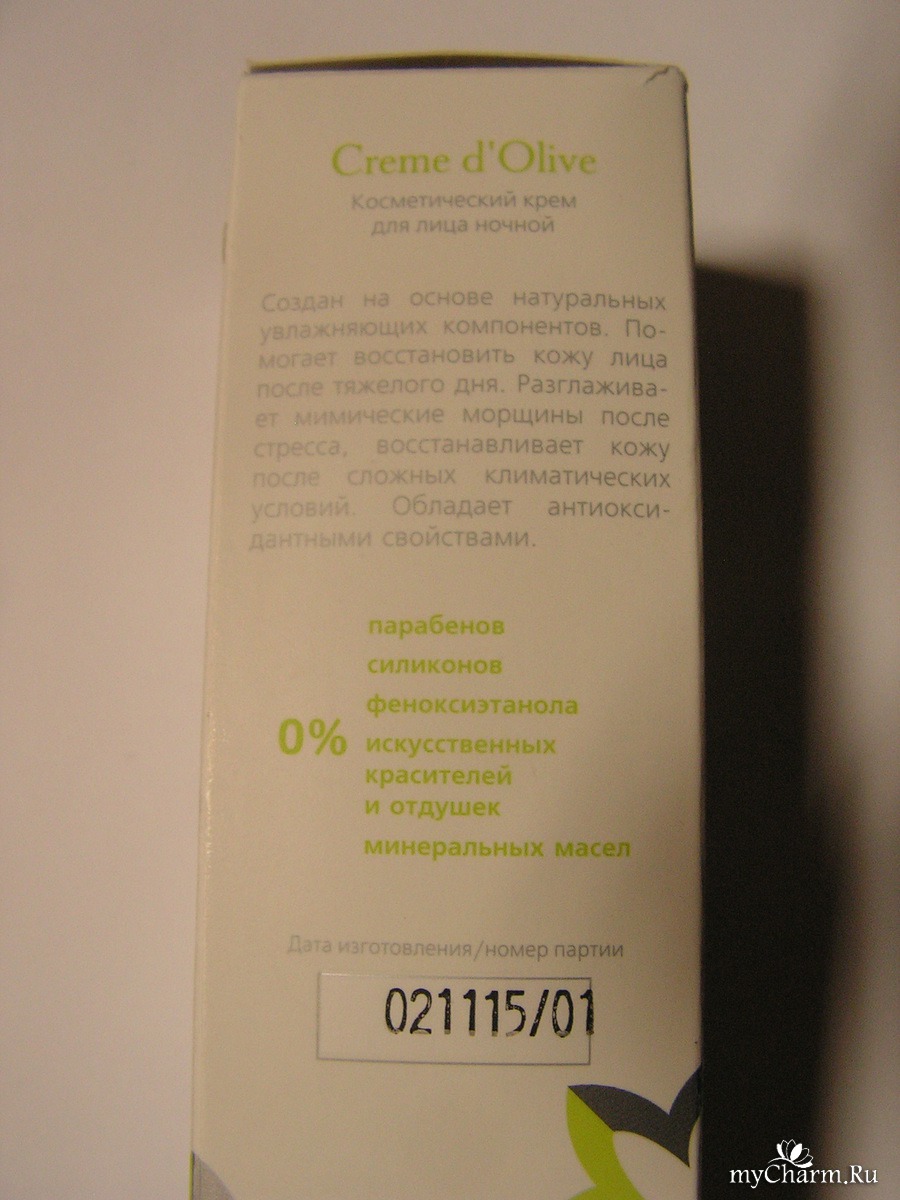 Creme d'Olive
Косметический крем
для лица ночной
Создан на основе натуральных
увлажняющих компонентов. По-
могает восстановить кожу лица
после тяжелого дня. Разглажива-
ет мимические морщины после
стресса, восстанавливает кожу
после сложных климатических
условий. Обладает антиокси-
дантными свойствами.
парабенов
силиконов
феноксиэтанола
0% искусственных
красителей
и отдушек
минеральных масел
Дата изготовления/номер партии
021115/01
myCharm.Ru